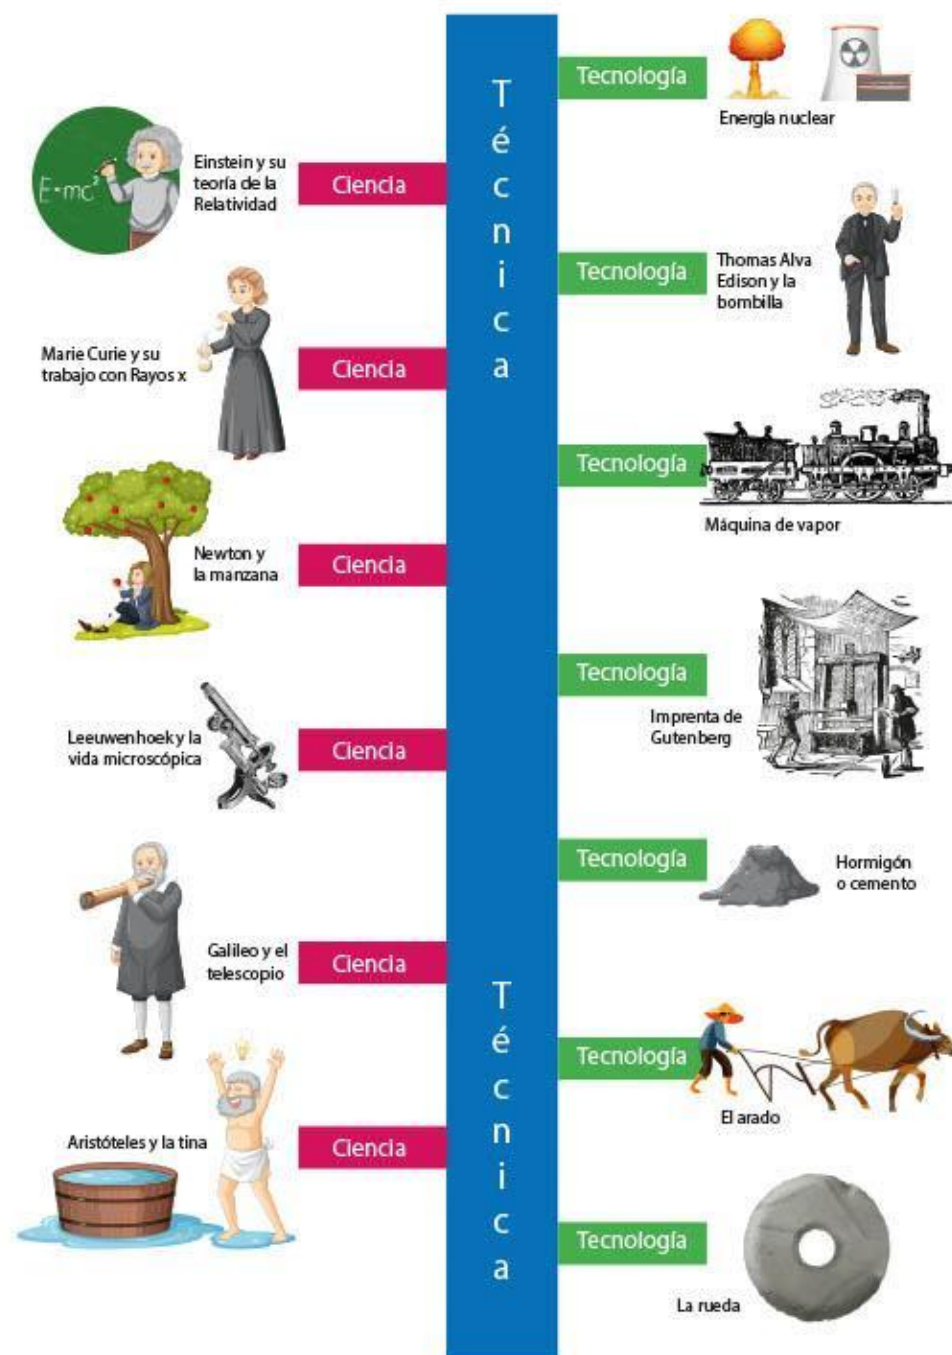 Técnica
Tecnología
Energía nuclear
Einstein y su
teoría de la
Relatividad
Ciencia
E=mc²
Tecnología
Thomas Alva
Edison y la
bombilla
Marie Curie y su
trabajo con Rayos x
Ciencia
Tecnología
Máquina de vapor
Newton y
la manzana
Ciencia
Tecnología
Imprenta de
Gutenberg
Leeuwenhoek y la
vida microscópica
Ciencia
Tecnología
Hormigón
o cemento
Galileo y el
telescopio
Ciencia
Técnica
Tecnología
El arado
Aristóteles y la tina
Ciencia
Tecnología
La rueda